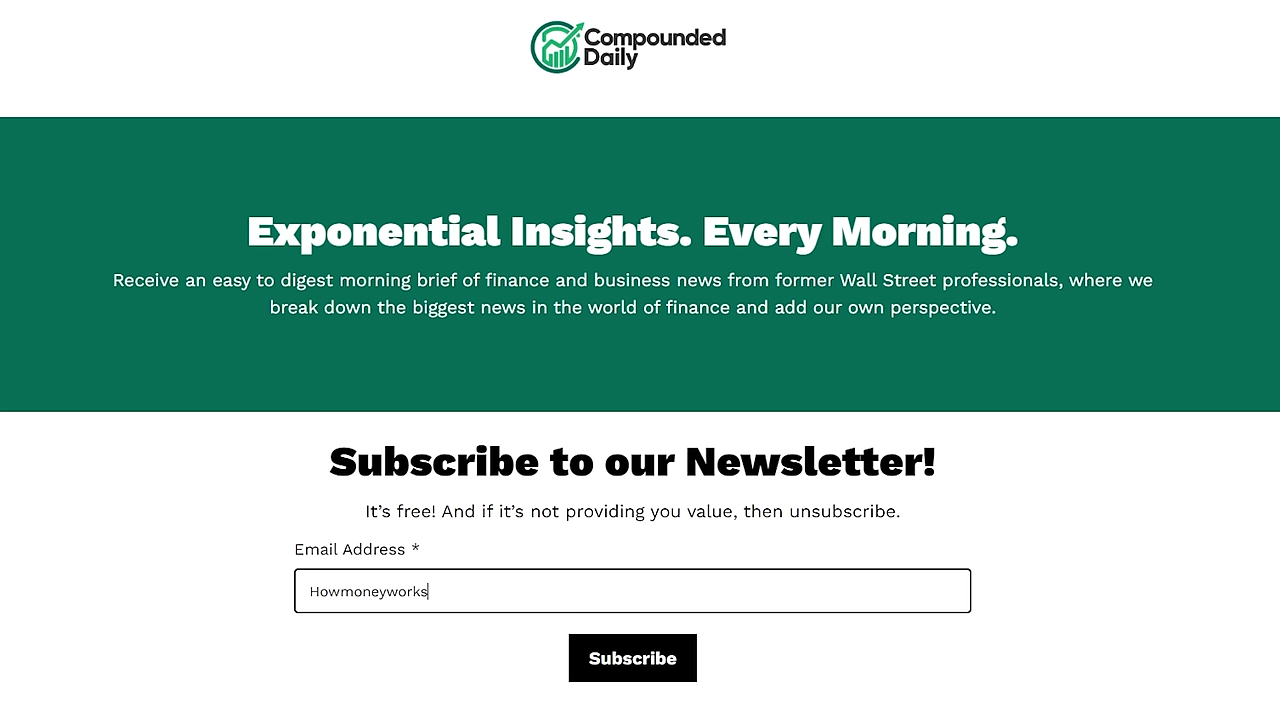 Compounded
Daily
Exponential Insights. Every Morning.
Receive an easy to digest morning brief of finance and business news from former Wall Street professionals, where we
break down the biggest news in the world of finance and add our own perspective.
Subscribe to our Newsletter!
It’s free! And if it’s not providing you value, then unsubscribe.
Email Address *
Howmoneyworks
Subscribe